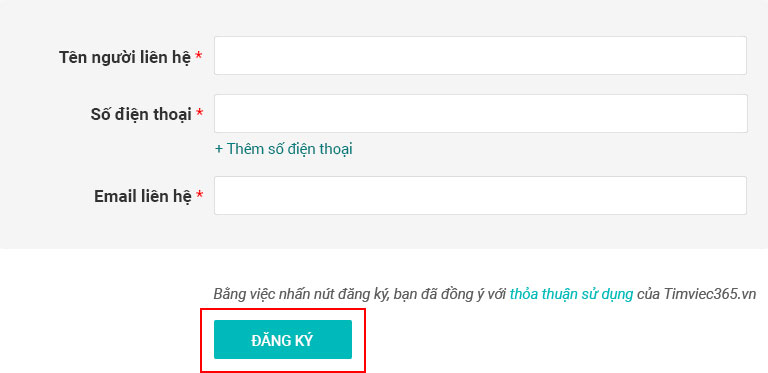 Tên người liên hệ *
Số điện thoại *
+ Thêm số điện thoại
Email liên hệ *
Bằng việc nhấn nút đăng ký, bạn đã đồng ý với thỏa thuận sử dụng của Timviec365.vn
ĐĂNG KÝ